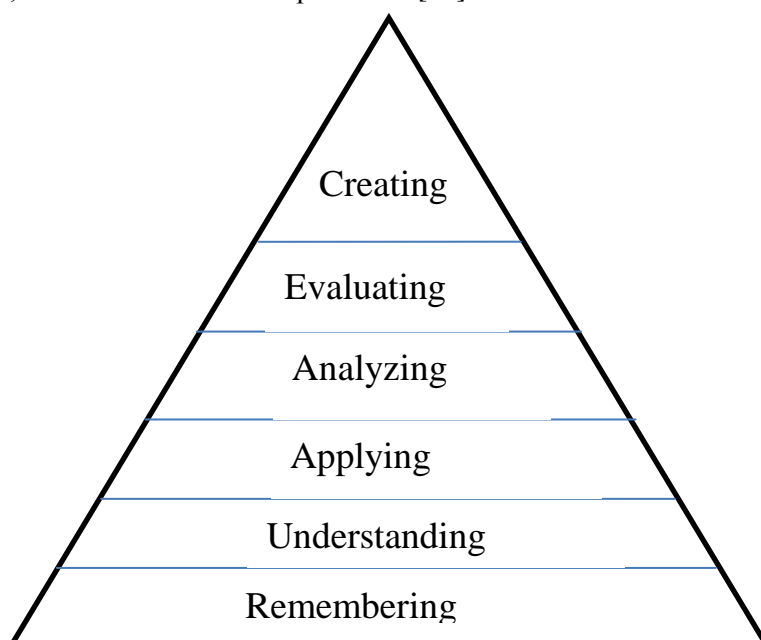 Creating
Evaluating
Analyzing
Applying
Understanding
Remembering